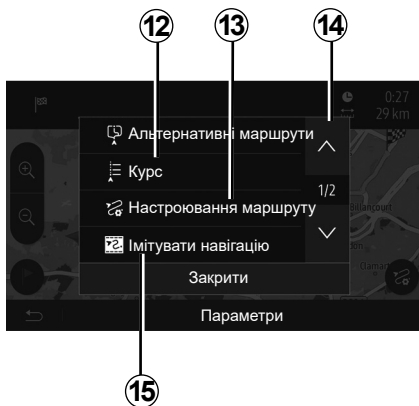 12 13 14
0:27
29 km
Альтернативні маршрути
Курс
1/2
Настроювання маршруту
Billancourt
Імітувати навігацію
Закрити
Параметри
15